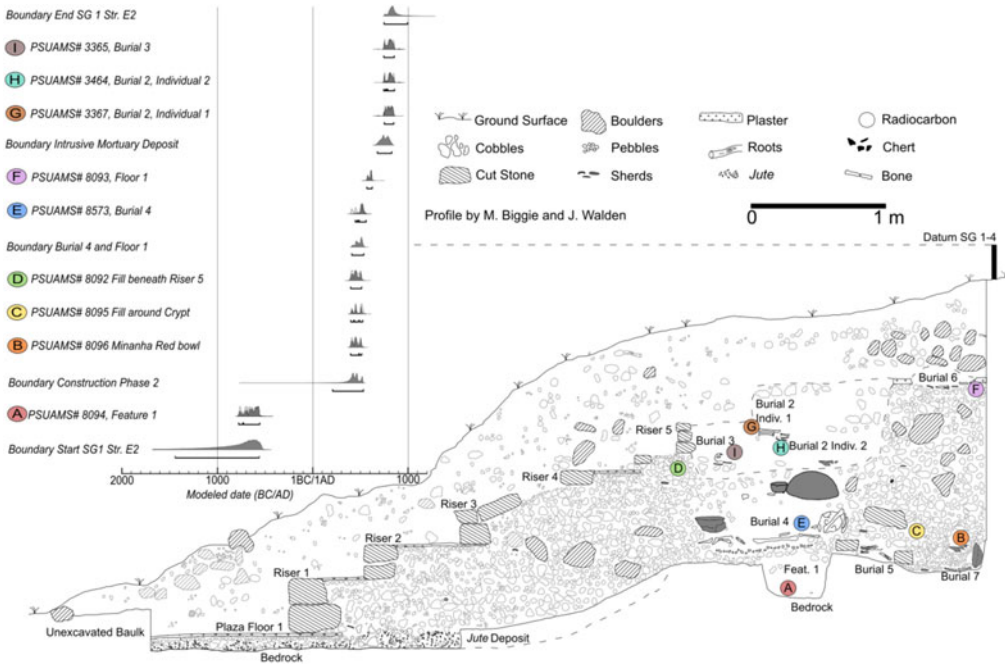 Boundary End SG 1 Str. E2
I PSUAMS# 3365, Burial 3
H PSUAMS# 3464, Burial 2, Individual 2
G PSUAMS# 3367, Burial 2, Individual 1
Boundary Intrusive Mortuary Deposit
F PSUAMS# 8093, Floor 1
E PSUAMS# 8573, Burial 4
Boundary Burial 4 and Floor 1
D PSUAMS# 8092 Fill beneath Riser 5
C PSUAMS# 8095 Fill around Crypt
B PSUAMS# 8096 Minanha Red bowl
Boundary Construction Phase 2
A PSUAMS# 8094, Feature 1
Boundary Start SG1 Str. E2
2000 1000 1BC/1AD 1000
Modeled date (BC/AD)
Ground Surface Boulders Plaster Radiocarbon
Cobbles Pebbles Roots Chert
Cut Stone Sherds Jute Bone
Profile by M. Biggie and J. Walden
0 1 m
Datum SG 1-4
Burial 6
F
Burial 2
Indiv. 1
G
Riser 5
Burial 3
I
H
Burial 2 Indiv. 2
D
Riser 4
Riser 3
Burial 4
E
C
B
Riser 2
Burial 5
Burial 7
Riser 1
Feat. 1
A
Bedrock
Unexcavated Baulk
Plaza Floor 1
Jute Deposit
Bedrock